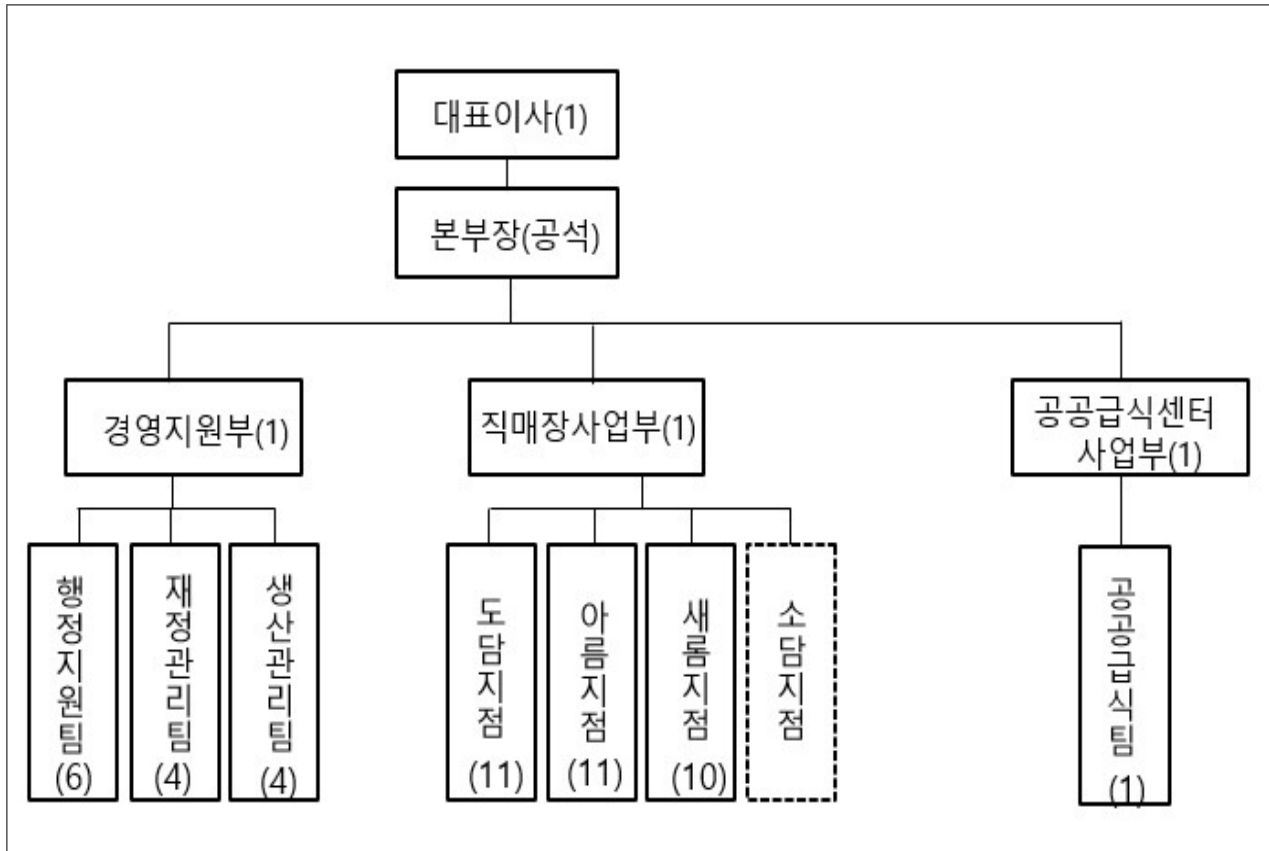 대표이사(1)
본부장(공석)
경영지원부(1)
직매장사업부(1)
공공급식센터
사업부(1)
행정지원팀
(6)
재정관리팀
(4)
생산관리팀
(4)
도담지점
(11)
아름지점
(11)
새롬지점
(10)
소담지점
공공급식팀
(1)